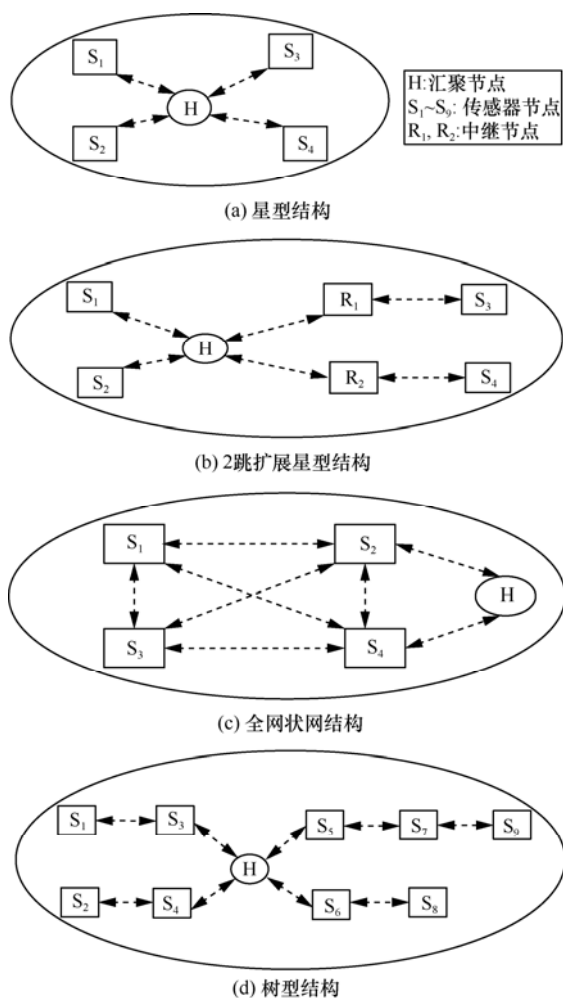 S₁
S₃
H
S₂
S₄
H:汇聚节点
S₁~S₉: 传感器节点
R₁, R₂:中继节点
(a) 星型结构
S₁
R₁
S₃
H
S₂
R₂
S₄
(b) 2跳扩展星型结构
S₁
S₂
H
S₃
S₄
(c) 全网状网结构
S₁
S₃
S₅
S₇
S₉
H
S₂
S₄
S₆
S₈
(d) 树型结构